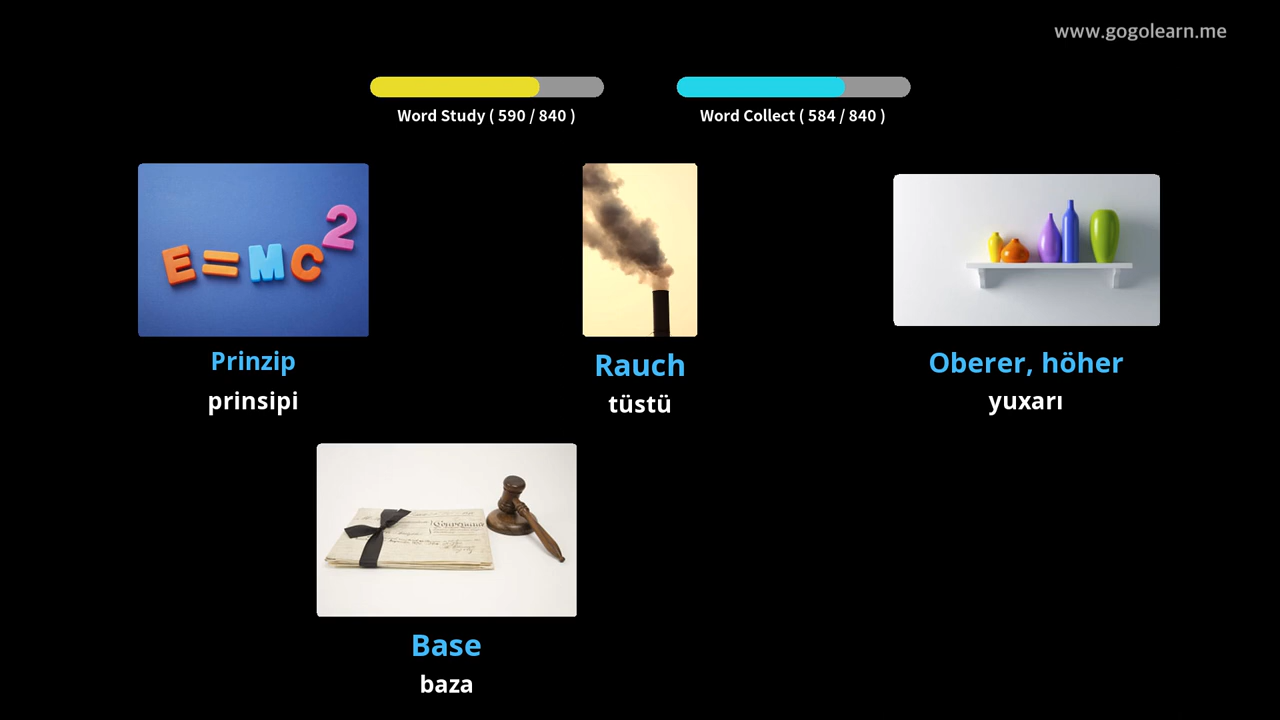 www.gogolearn.me
Word Study ( 590 / 840 )
Word Collect ( 584 / 840 )
E=MC2
Prinzip
prinsipi
Rauch
tüstü
Oberer, höher
yuxarı
Base
baza